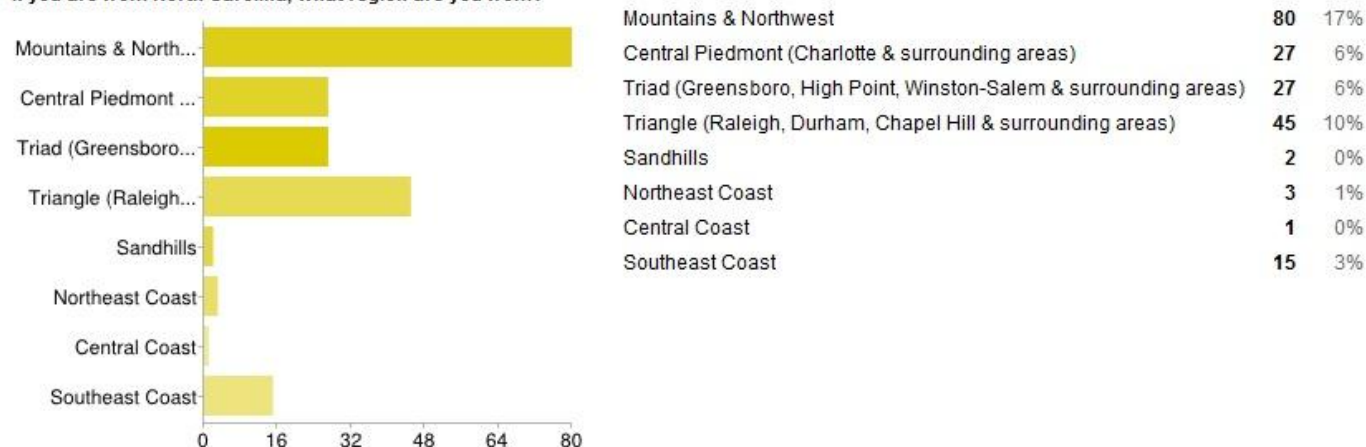 Mountains & North...
Central Piedmont ...
Triad (Greensboro...
Triangle (Raleigh...
Sandhills
Northeast Coast
Central Coast
Southeast Coast
0 16 32 48 64 80
Mountains & Northwest 80 17%
Central Piedmont (Charlotte & surrounding areas) 27 6%
Triad (Greensboro, High Point, Winston-Salem & surrounding areas) 27 6%
Triangle (Raleigh, Durham, Chapel Hill & surrounding areas) 45 10%
Sandhills 2 0%
Northeast Coast 3 1%
Central Coast 1 0%
Southeast Coast 15 3%